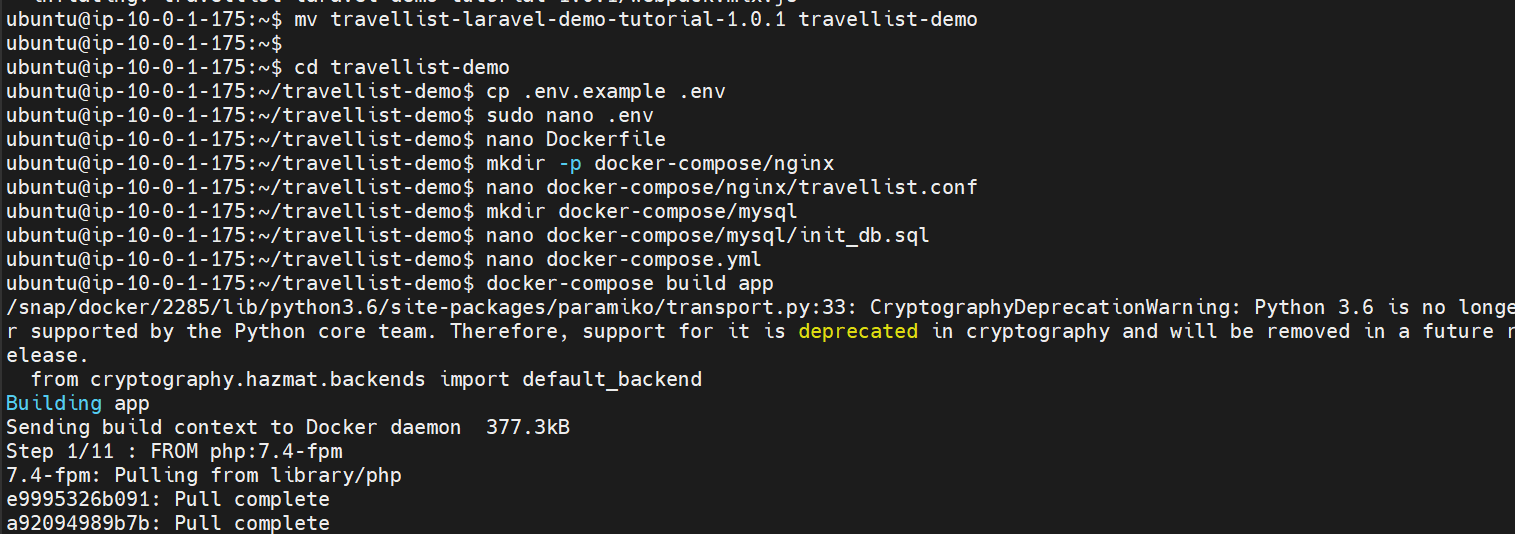 ubuntu@ip-10-0-1-175:~$ mv travellist-laravel-demo-tutorial-1.0.1 travellist-demo
ubuntu@ip-10-0-1-175:~$
ubuntu@ip-10-0-1-175:~$ cd travellist-demo
ubuntu@ip-10-0-1-175:~/travellist-demo$ cp .env.example .env
ubuntu@ip-10-0-1-175:~/travellist-demo$ sudo nano .env
ubuntu@ip-10-0-1-175:~/travellist-demo$ nano Dockerfile
ubuntu@ip-10-0-1-175:~/travellist-demo$ mkdir -p docker-compose/nginx
ubuntu@ip-10-0-1-175:~/travellist-demo$ nano docker-compose/nginx/travellist.conf
ubuntu@ip-10-0-1-175:~/travellist-demo$ mkdir docker-compose/mysql
ubuntu@ip-10-0-1-175:~/travellist-demo$ nano docker-compose/mysql/init_db.sql
ubuntu@ip-10-0-1-175:~/travellist-demo$ nano docker-compose.yml
ubuntu@ip-10-0-1-175:~/travellist-demo$ docker-compose build app
/snap/docker/2285/lib/python3.6/site-packages/paramiko/transport.py:33: CryptographyDeprecationWarning: Python 3.6 is no longe
r supported by the Python core team. Therefore, support for it is deprecated in cryptography and will be removed in a future r
elease.
  from cryptography.hazmat.backends import default_backend
Building app
Sending build context to Docker daemon  377.3kB
Step 1/11 : FROM php:7.4-fpm
7.4-fpm: Pulling from library/php
e9995326b091: Pull complete
a92094989b7b: Pull complete